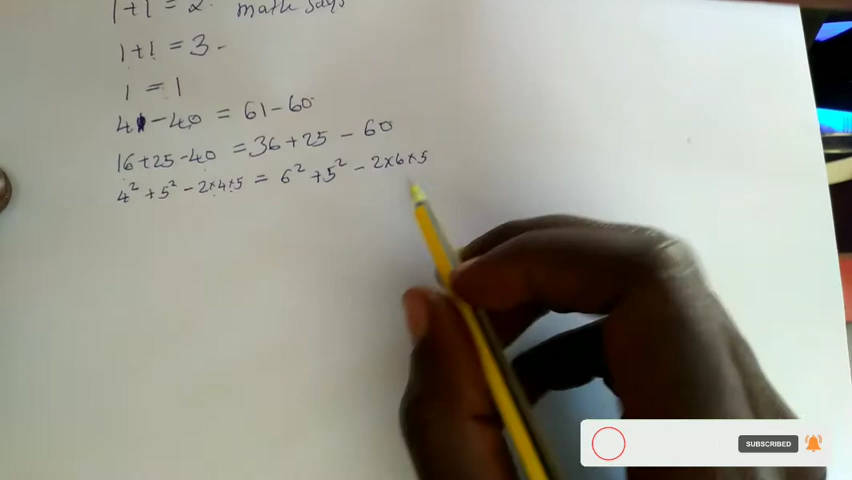 1+1 = 2. math says
1+1 = 3 -
1 = 1
41-40 = 61-60
16+25-40 = 36+25-60
4²+5²-2×4×5 = 6²+5²-2×6×5
SUBSCRIBED